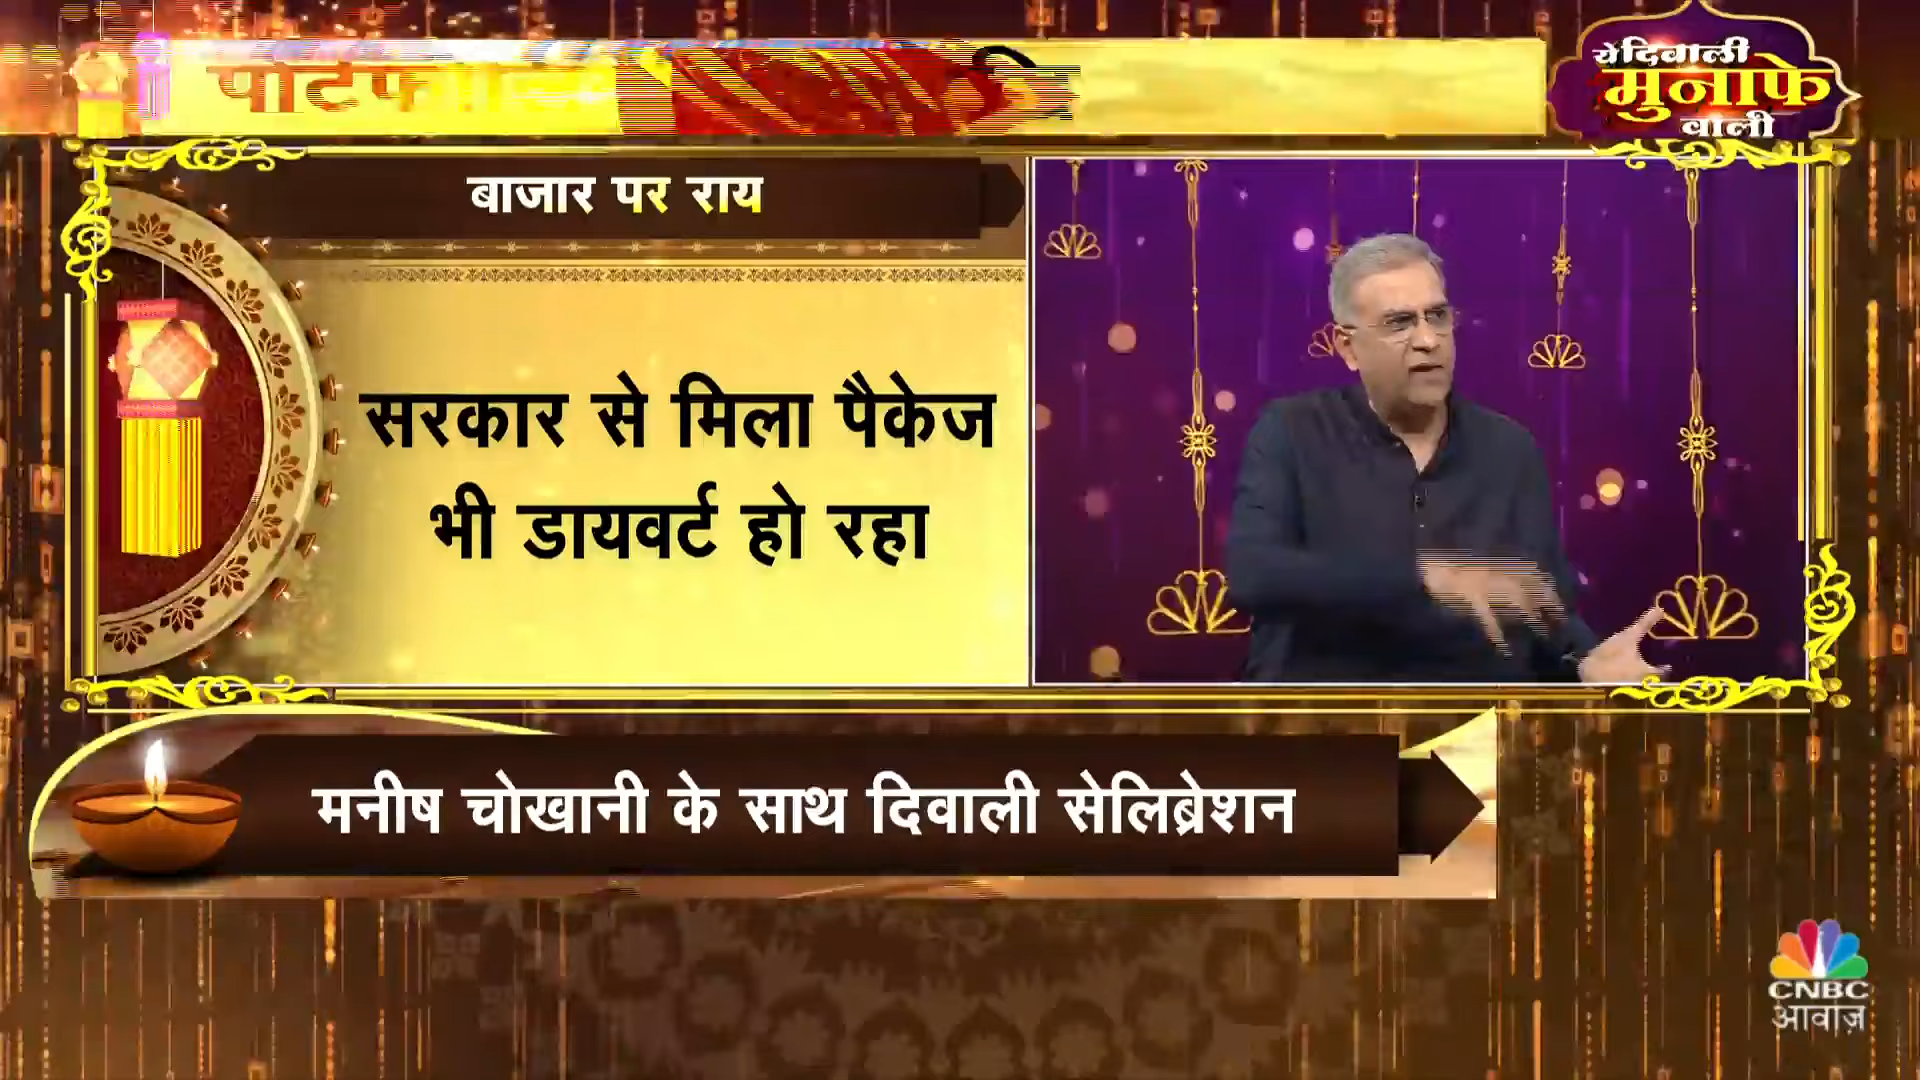 ये दिवाली
मुनाफे
वाली
बाजार पर राय
सरकार से मिला पैकेज
भी डायवर्ट हो रहा
मनीष चोखानी के साथ दिवाली सेलिब्रेशन
CNBC
आवाज़